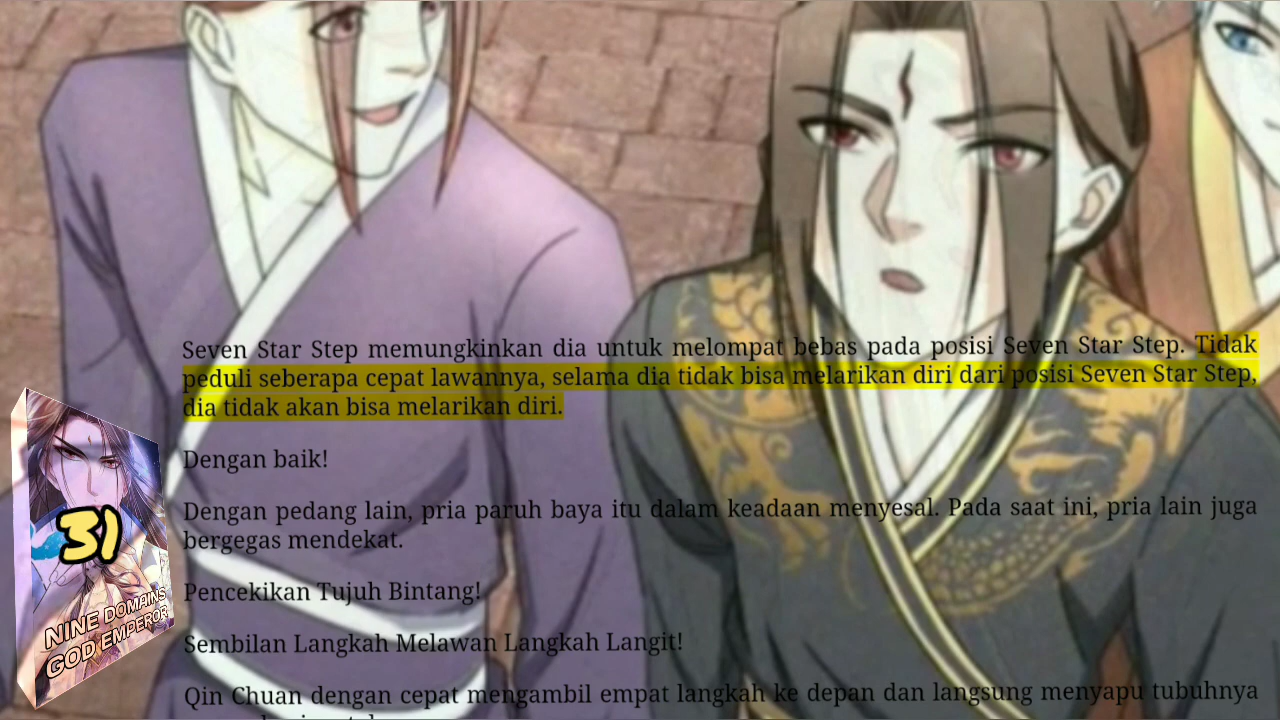 Seven Star Step memungkinkan dia untuk melompat bebas pada posisi Seven Star Step. Tidak
peduli seberapa cepat lawannya, selama dia tidak bisa melarikan diri dari posisi Seven Star Step,
dia tidak akan bisa melarikan diri.
Dengan baik!
Dengan pedang lain, pria paruh baya itu dalam keadaan menyesal. Pada saat ini, pria lain juga
bergegas mendekat.
Pencekikan Tujuh Bintang!
Sembilan Langkah Melawan Langkah Langit!
Qin Chuan dengan cepat mengambil empat langkah ke depan dan langsung menyapu tubuhnya
31
NINE DOMAINS
GOD EMPEROR